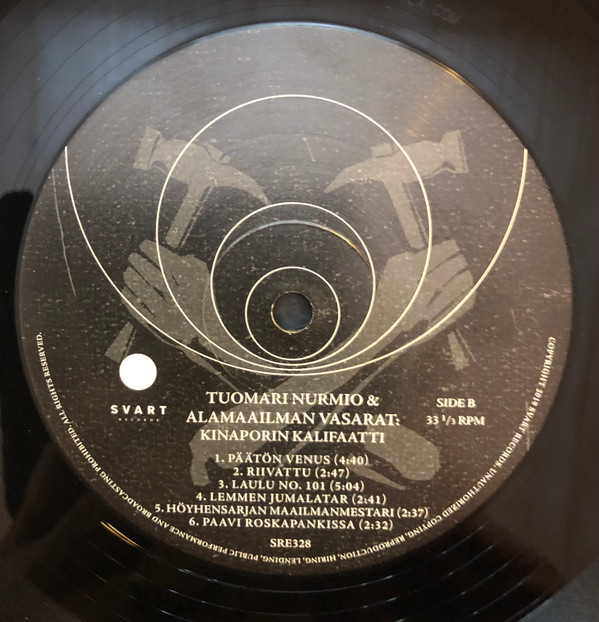 TUOMARI NURMIO &
ALAMAAILMAN VASARAT:
KINAPORIN KALIFAATTI
SVART
RECORDS
SIDE B
33 1/3 RPM
1. PÄÄTÖN VENUS (4:40)
2. RIIVATTU (2:47)
3. LAULU NO. 101 (5:04)
4. LEMMEN JUMALATAR (2:41)
5. HÖYHENSARJAN MAAILMANMESTARI (2:37)
6. PAAVI ROSKAPANKISSA (2:32)
SRE328
COPYRIGHT 2019 SVART RECORDS. UNAUTHORIZED COPYING, REPRODUCTION, HIRING, LENDING, PUBLIC PERFORMANCE AND BROADCASTING PROHIBITED. ALL RIGHTS RESERVED.